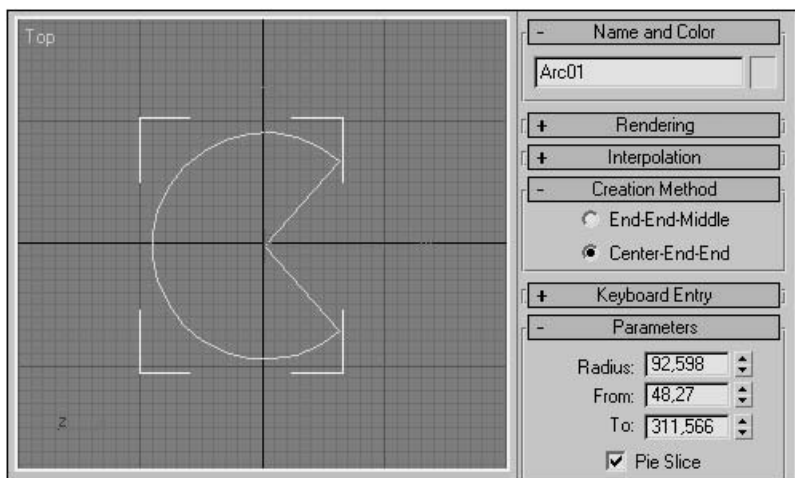 Top
z
- Name and Color
Arc01
+ Rendering
+ Interpolation
- Creation Method
End-End-Middle
Center-End-End
+ Keyboard Entry
- Parameters
Radius: 92,598
From: 48,27
To: 311,566
Pie Slice